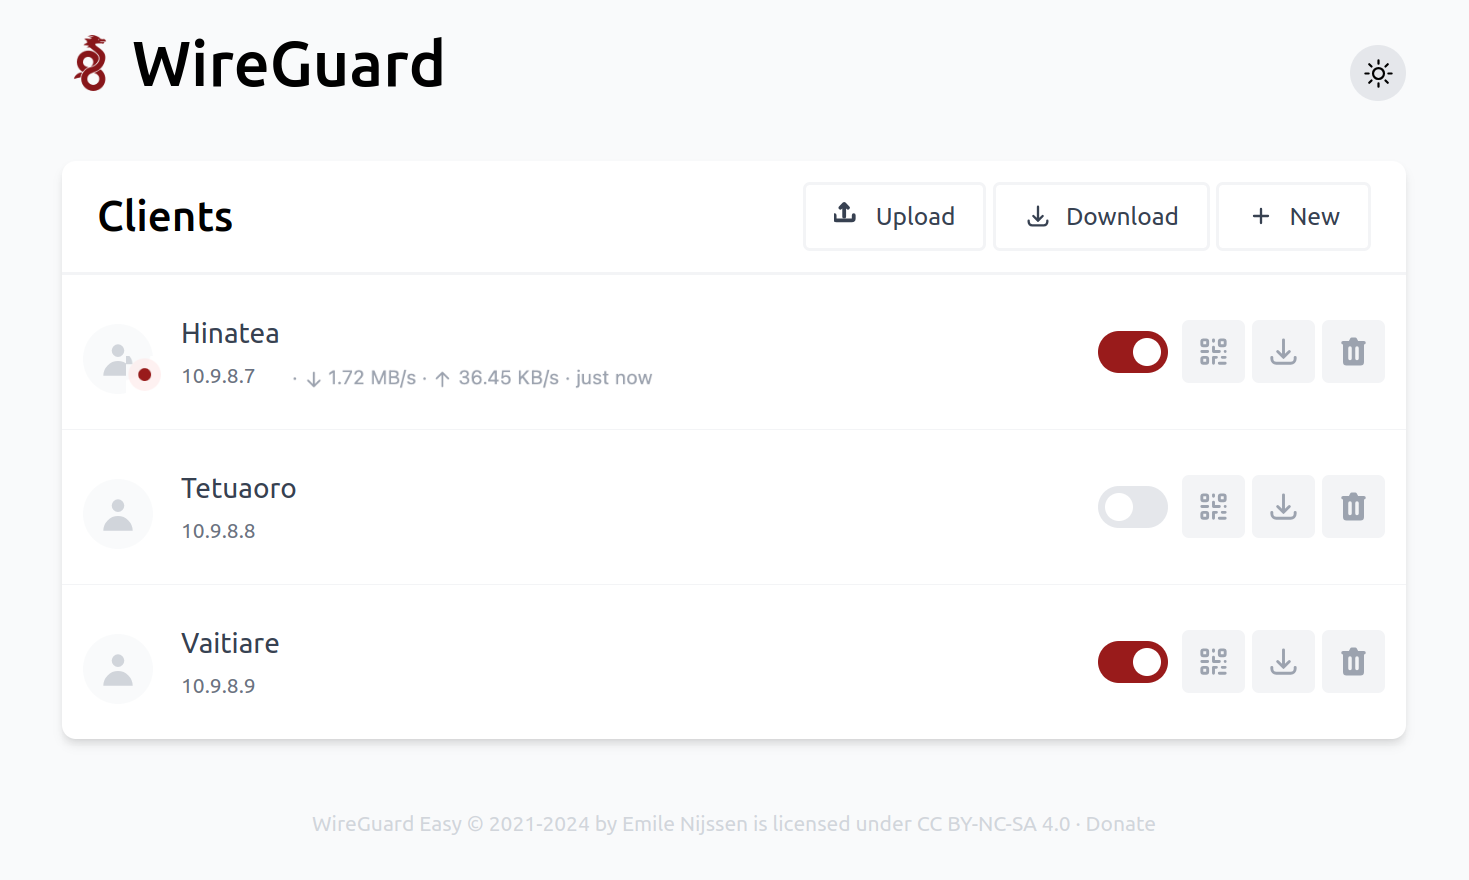 WireGuard
Clients
Upload
Download
New
Hinatea
10.9.8.7 · ↓ 1.72 MB/s · ↑ 36.45 KB/s · just now
Tetuaoro
10.9.8.8
Vaitiare
10.9.8.9
WireGuard Easy © 2021-2024 by Emile Nijssen is licensed under CC BY-NC-SA 4.0 · Donate